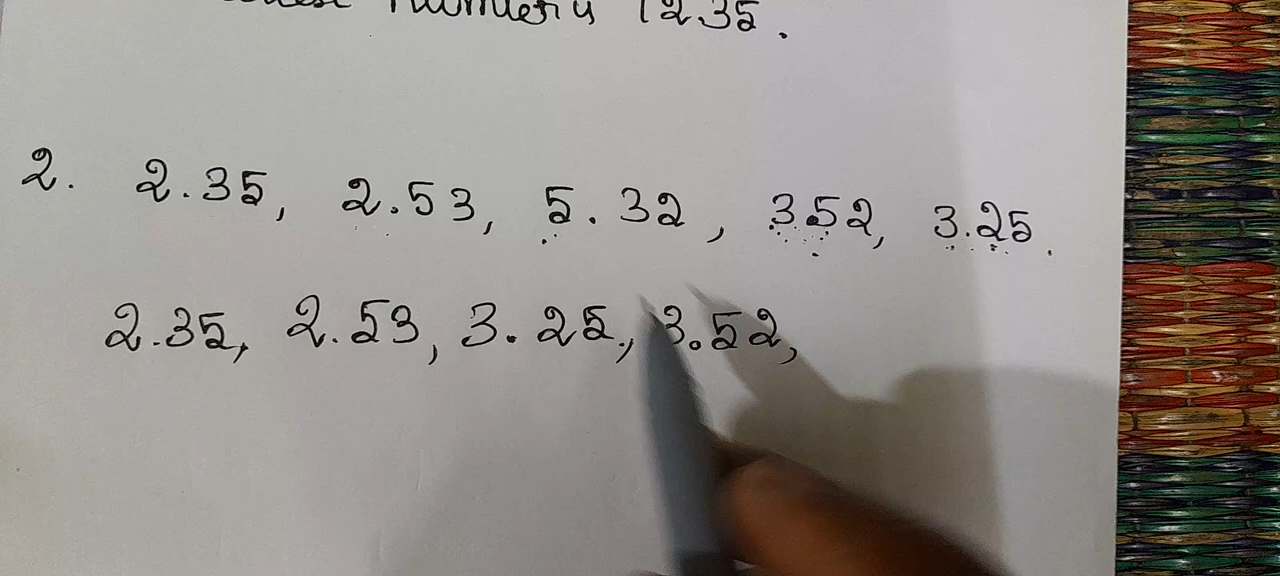 1235.
2. 2.35, 2.53, 5.32, 3.52, 3.25.
2.35, 2.53, 3.25, 3.52,